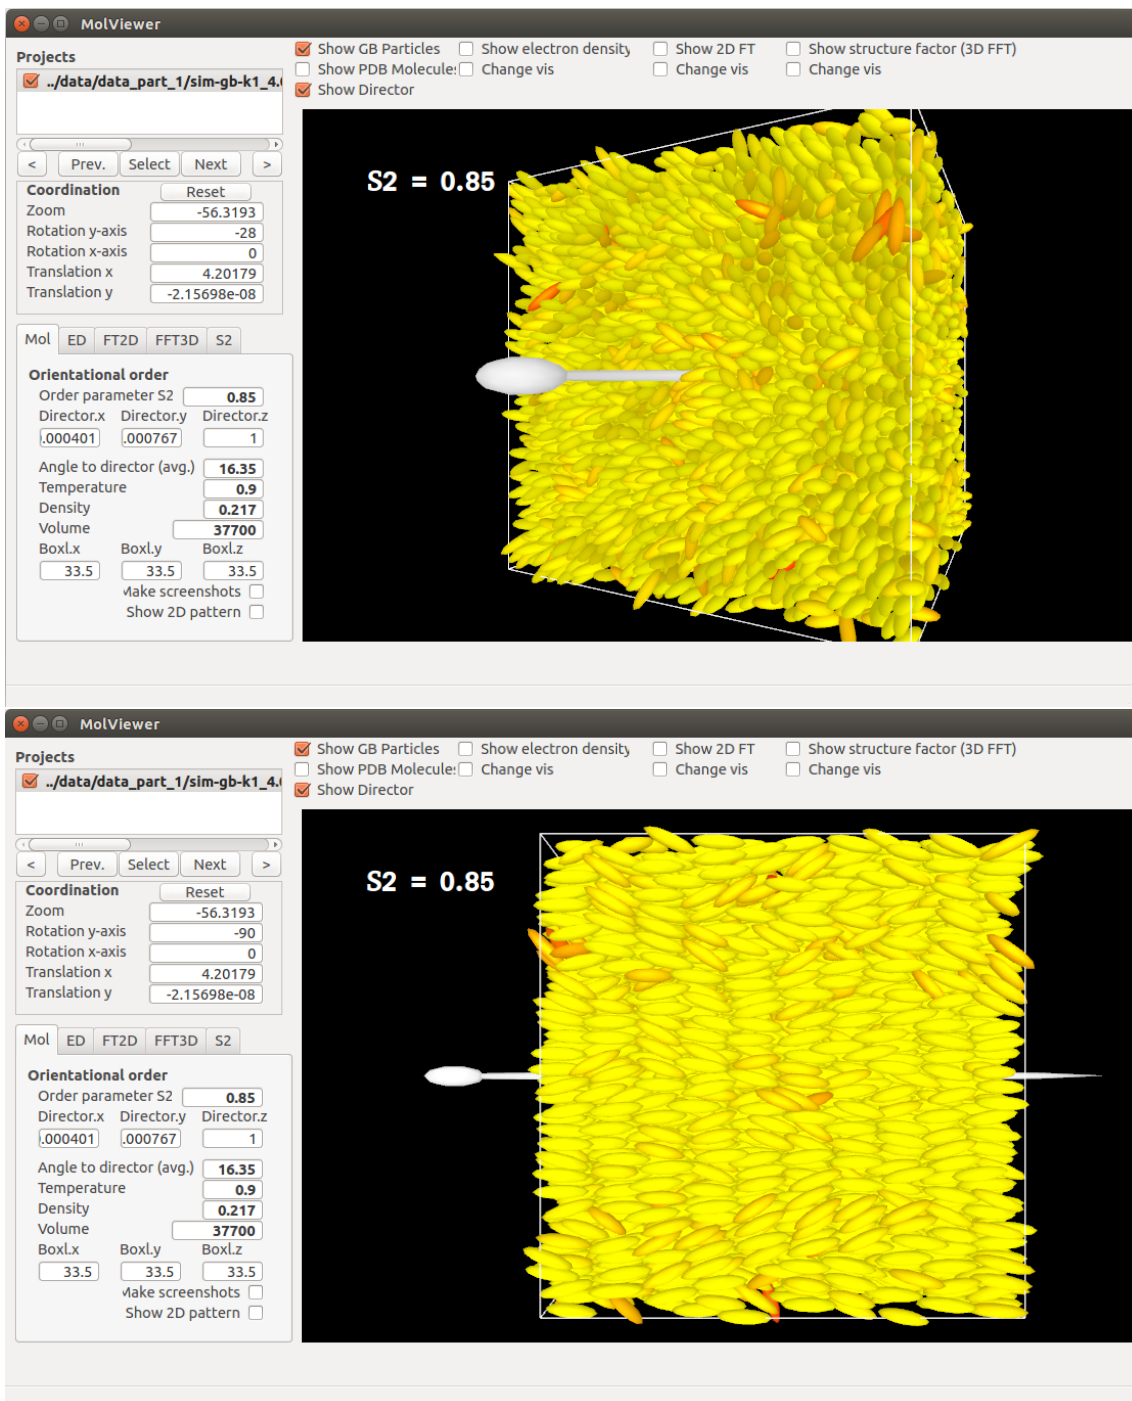 MolViewer
Projects
Show GB Particles Show electron density Show 2D FT Show structure factor (3D FFT)
Show PDB Molecule: Change vis Change vis Change vis
Show Director
../data/data_part_1/sim-gb-k1_4.
< Prev. Select Next >
Coordination Reset
Zoom -56.3193
Rotation y-axis -28
Rotation x-axis 0
Translation x 4.20179
Translation y -2.15698e-08
S2 = 0.85
Mol ED FT2D FFT3D S2
Orientational order
Order parameter S2 0.85
Director.x Director.y Director.z
.000401 .000767 1
Angle to director (avg.) 16.35
Temperature 0.9
Density 0.217
Volume 37700
Boxl.x Boxl.y Boxl.z
33.5 33.5 33.5
Make screenshots
Show 2D pattern
MolViewer
Projects
Show GB Particles Show electron density Show 2D FT Show structure factor (3D FFT)
Show PDB Molecule: Change vis Change vis Change vis
Show Director
../data/data_part_1/sim-gb-k1_4.
< Prev. Select Next >
Coordination Reset
Zoom -56.3193
Rotation y-axis -90
Rotation x-axis 0
Translation x 4.20179
Translation y -2.15698e-08
S2 = 0.85
Mol ED FT2D FFT3D S2
Orientational order
Order parameter S2 0.85
Director.x Director.y Director.z
.000401 .000767 1
Angle to director (avg.) 16.35
Temperature 0.9
Density 0.217
Volume 37700
Boxl.x Boxl.y Boxl.z
33.5 33.5 33.5
Make screenshots
Show 2D pattern